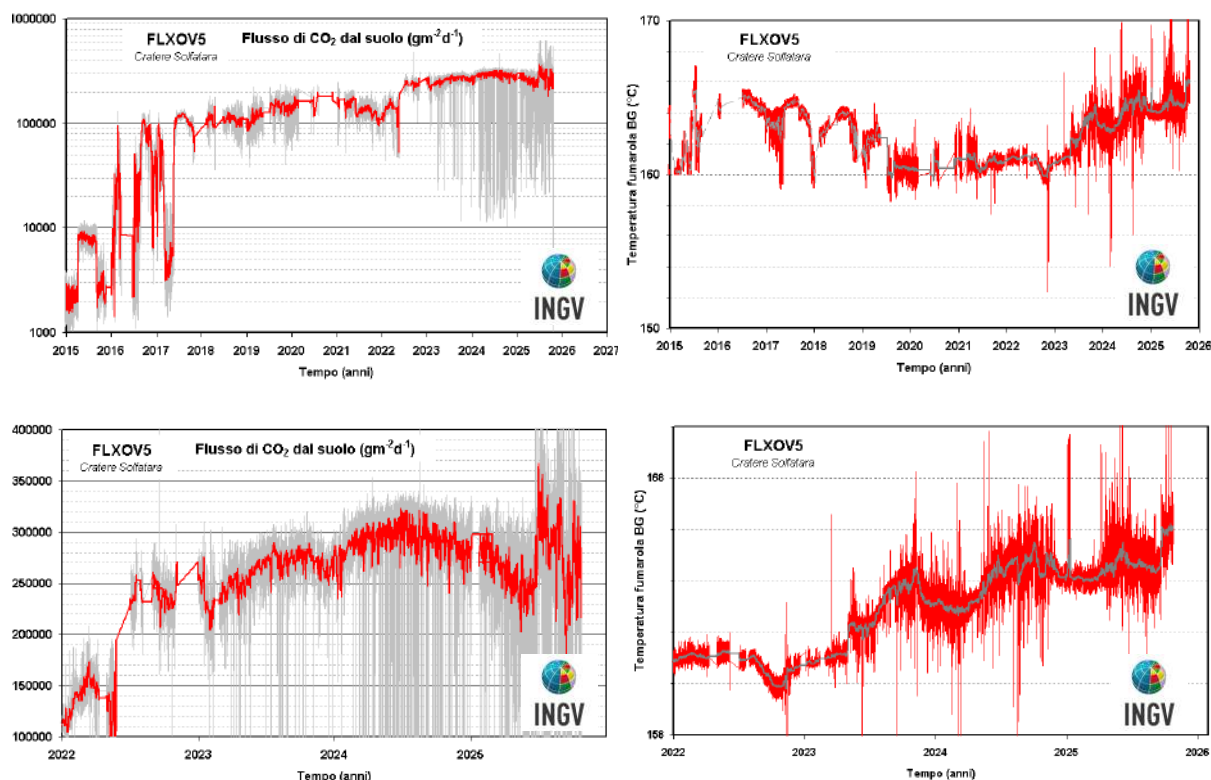 FLXOV5 Flusso di CO₂ dal suolo (gm⁻²d⁻¹)
Cratere Solfatara
1000000
100000
10000
1000
2015 2016 2017 2018 2019 2020 2021 2022 2023 2024 2025 2026 2027
Tempo (anni)
INGV
FLXOV5
Cratere Solfatara
Temperatura fumarola BG (°C)
170
160
150
2015 2016 2017 2018 2019 2020 2021 2022 2023 2024 2025 2026
Tempo (anni)
INGV
FLXOV5 Flusso di CO₂ dal suolo (gm⁻²d⁻¹)
Cratere Solfatara
400000
350000
300000
250000
200000
150000
100000
2022 2023 2024 2025
Tempo (anni)
INGV
FLXOV5
Cratere Solfatara
Temperatura fumarola BG (°C)
168
158
2022 2023 2024 2025 2026
Tempo (anni)
INGV